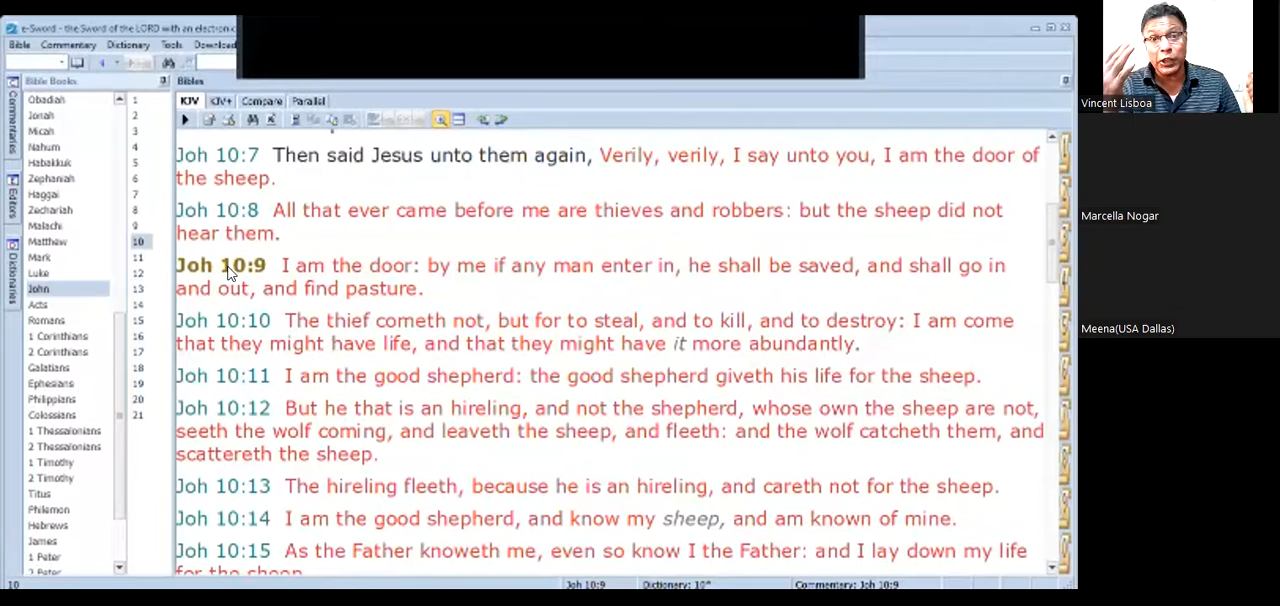 e-Sword - the Sword of the LORD with an electron
Bible Commentary Dictionary Tools Download
Bible Books
Bibles
Commentaries
Editors
Dictionaries
Obadiah
Jonah
Micah
Nahum
Habakkuk
Zephaniah
Haggai
Zechariah
Malachi
Matthew
Mark
Luke
John
Acts
Romans
1 Corinthians
2 Corinthians
Galatians
Ephesians
Philippians
Colossians
1 Thessalonians
2 Thessalonians
1 Timothy
2 Timothy
Titus
Philemon
Hebrews
James
1 Peter
2 Peter
1
2
3
4
5
6
7
8
9
10
11
12
13
14
15
16
17
18
19
20
21
KJV KJV+ Compare Parallel
Joh 10:7 Then said Jesus unto them again, Verily, verily, I say unto you, I am the door of
the sheep.
Joh 10:8 All that ever came before me are thieves and robbers: but the sheep did not
hear them.
Joh 10:9 I am the door: by me if any man enter in, he shall be saved, and shall go in
and out, and find pasture.
Joh 10:10 The thief cometh not, but for to steal, and to kill, and to destroy: I am come
that they might have life, and that they might have it more abundantly.
Joh 10:11 I am the good shepherd: the good shepherd giveth his life for the sheep.
Joh 10:12 But he that is an hireling, and not the shepherd, whose own the sheep are not,
seeth the wolf coming, and leaveth the sheep, and fleeth: and the wolf catcheth them, and
scattereth the sheep.
Joh 10:13 The hireling fleeth, because he is an hireling, and careth not for the sheep.
Joh 10:14 I am the good shepherd, and know my sheep, and am known of mine.
Joh 10:15 As the Father knoweth me, even so know I the Father: and I lay down my life
for the sheep.
10
Joh 10:9
Dictionary: 10*
Commentary: Joh 10:9
Vincent Lisboa
Marcella Nogar
Meena(USA Dallas)